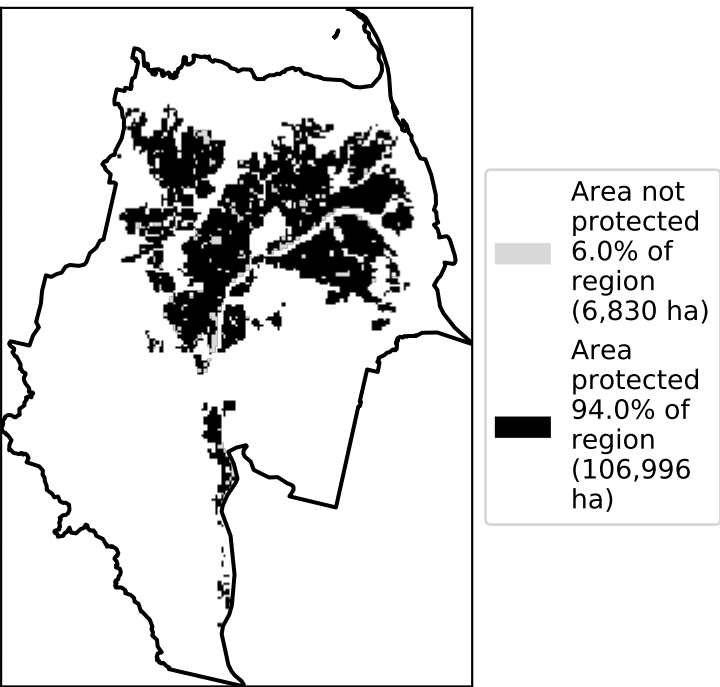 Area not
protected
6.0% of
region
(6,830 ha)
Area
protected
94.0% of
region
(106,996
ha)